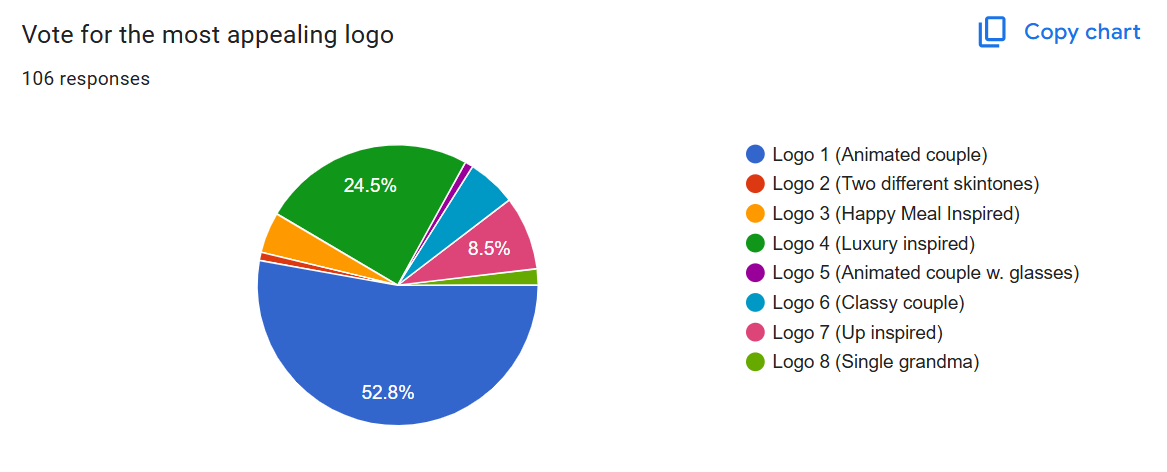 Vote for the most appealing logo
Copy chart
106 responses
24.5%
8.5%
52.8%
Logo 1 (Animated couple)
Logo 2 (Two different skintones)
Logo 3 (Happy Meal Inspired)
Logo 4 (Luxury inspired)
Logo 5 (Animated couple w. glasses)
Logo 6 (Classy couple)
Logo 7 (Up inspired)
Logo 8 (Single grandma)